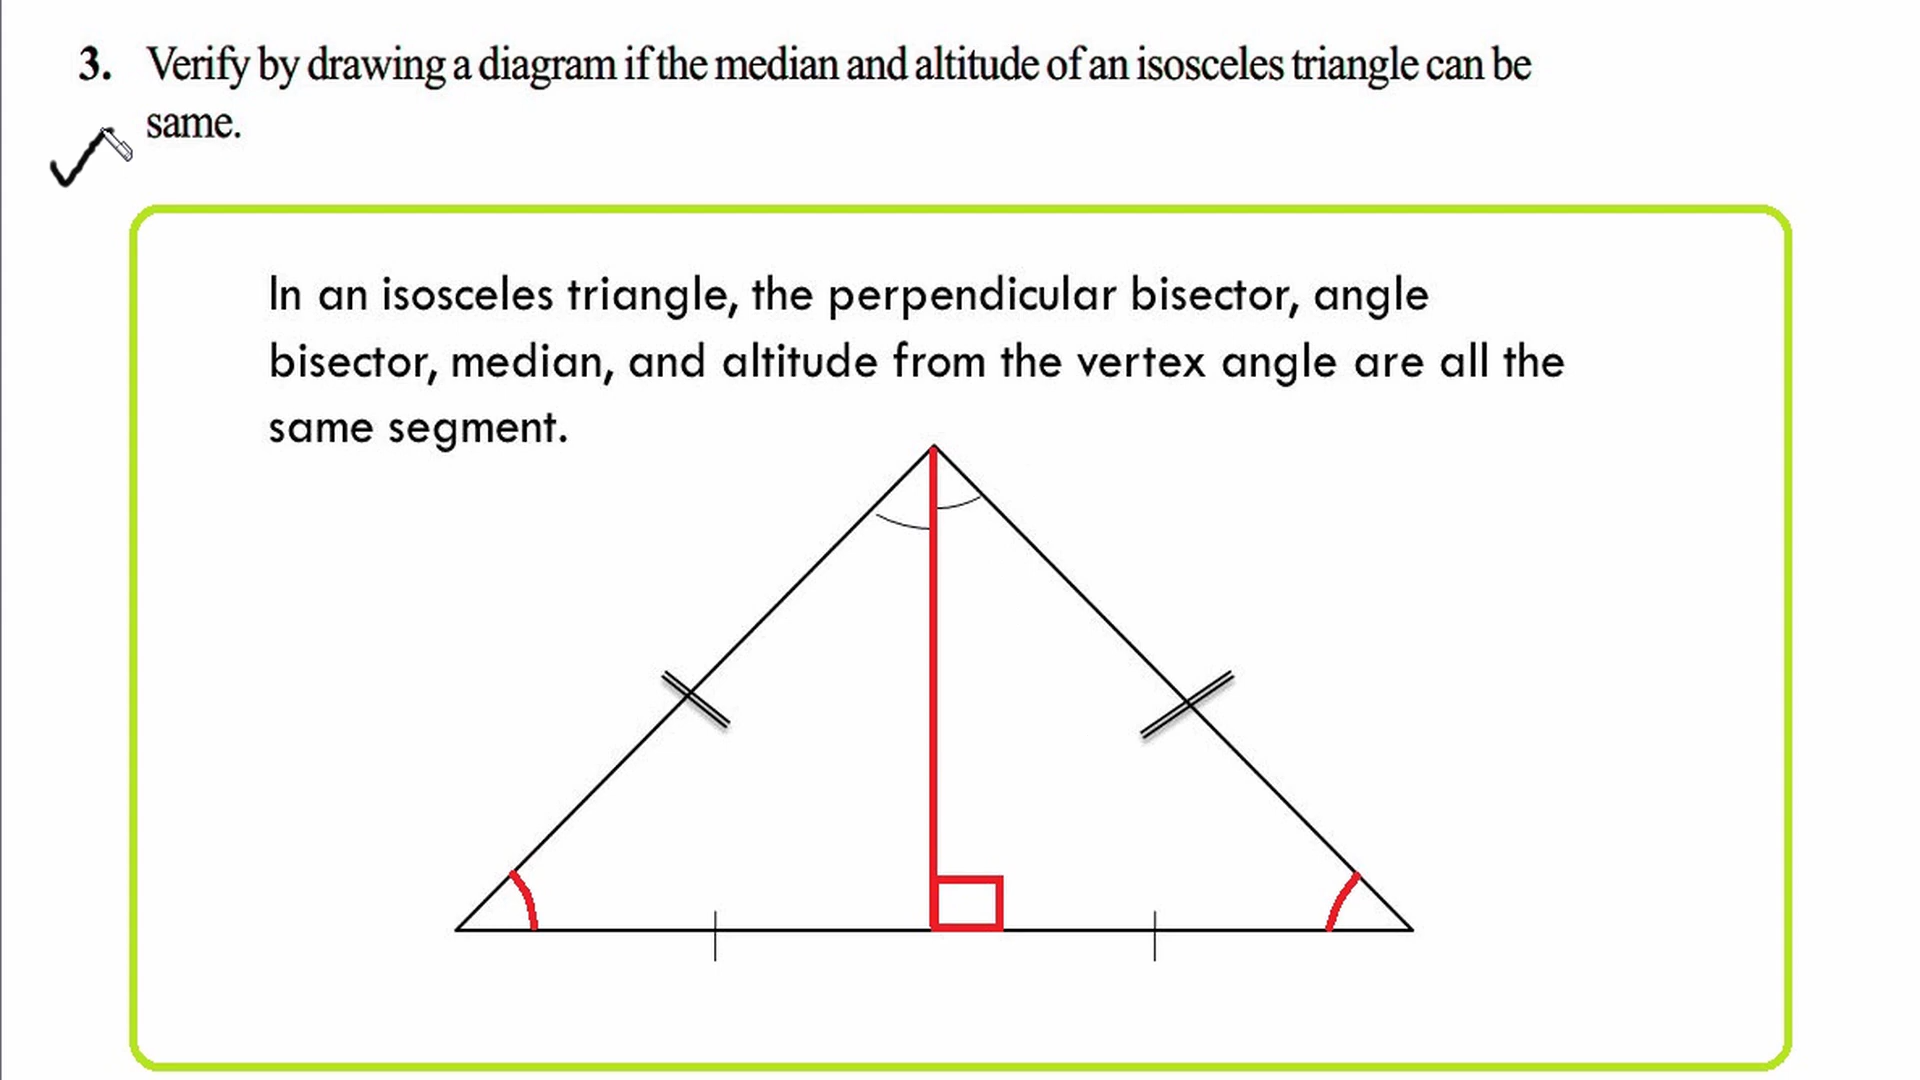 3. Verify by drawing a diagram if the median and altitude of an isosceles triangle can be
same.
In an isosceles triangle, the perpendicular bisector, angle
bisector, median, and altitude from the vertex angle are all the
same segment.